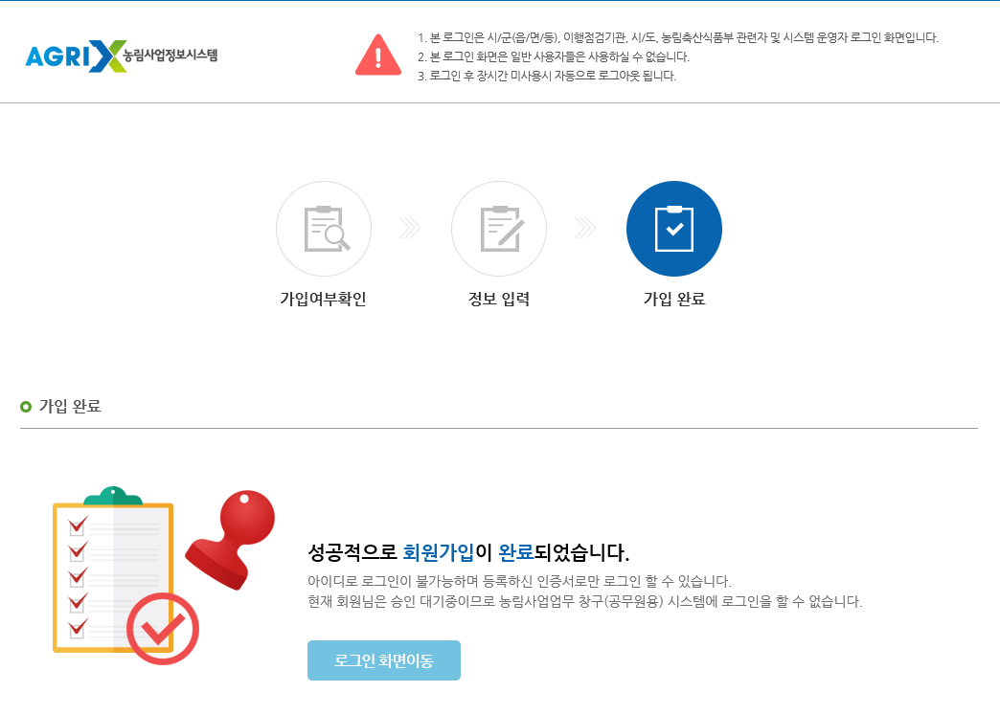 AGRIX 농림사업정보시스템
1. 본 로그인은 시/군(읍/면/동), 이행점검기관, 시/도, 농림축산식품부 관련자 및 시스템 운영자 로그인 화면입니다.
2. 본 로그인 화면은 일반 사용자들은 사용하실 수 없습니다.
3. 로그인 후 장시간 미사용시 자동으로 로그아웃 됩니다.
가입여부확인
정보 입력
가입 완료
가입 완료
성공적으로 회원가입이 완료되었습니다.
아이디로 로그인이 불가능하며 등록하신 인증서로만 로그인 할 수 있습니다.
현재 회원님은 승인 대기중이므로 농림사업업무 창구(공무원용) 시스템에 로그인을 할 수 없습니다.
로그인 화면이동